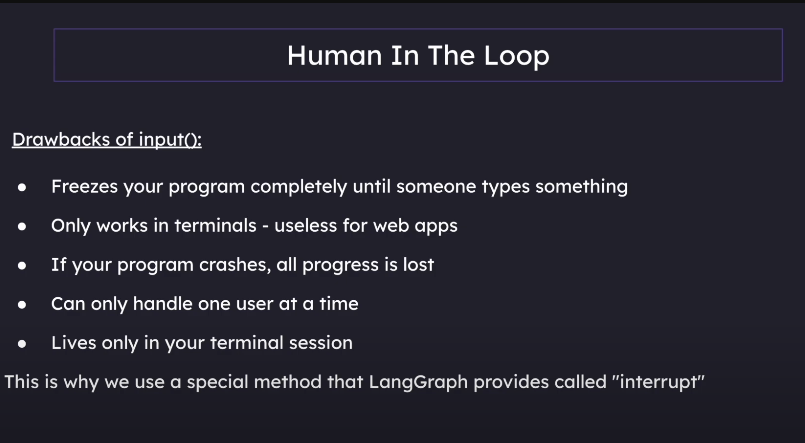 Human In The Loop
Drawbacks of input():
● Freezes your program completely until someone types something
● Only works in terminals - useless for web apps
● If your program crashes, all progress is lost
● Can only handle one user at a time
● Lives only in your terminal session
This is why we use a special method that LangGraph provides called "interrupt"